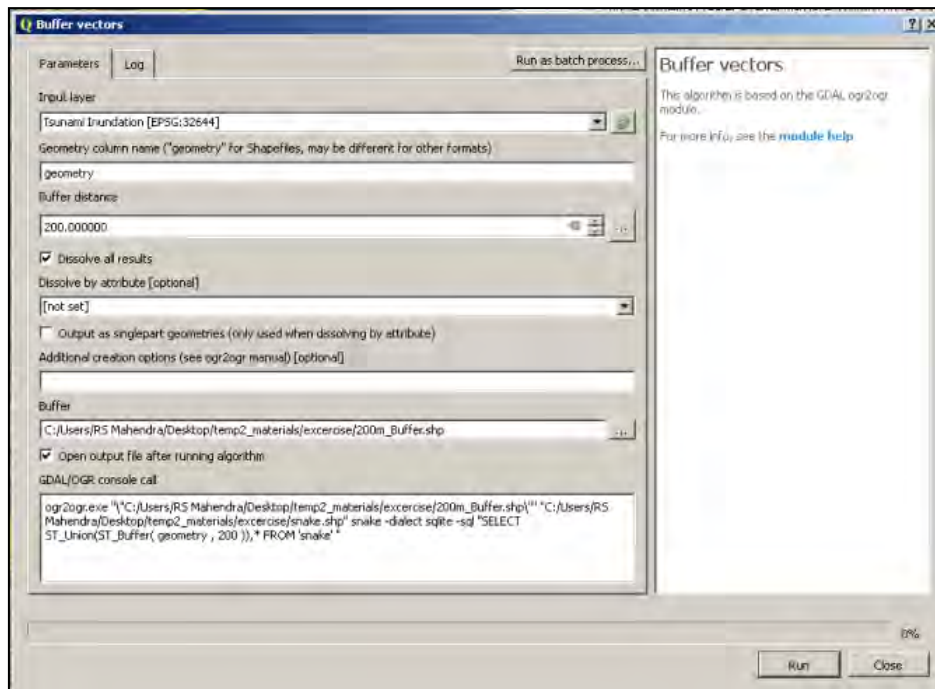 Buffer vectors
Parameters
Log
Run as batch process...
Input layer
Tsunami Inundation [EPSG:32644]
Geometry column name ("geometry" for Shapefiles, may be different for other formats)
geometry
Buffer distance
200.000000
...
Dissolve all results
Dissolve by attribute [optional]
[not set]
Output as singlepart geometries (only used when dissolving by attribute)
Additional creation options (see ogr2ogr manual) [optional]
Buffer
C:/Users/RS Mahendra/Desktop/temp2_materials/excercise/200m_Buffer.shp
...
Open output file after running algorithm
GDAL/OGR console call
ogr2ogr.exe "\"C:/Users/RS Mahendra/Desktop/temp2_materials/excercise/200m_Buffer.shp\"" "C:/Users/RS
Mahendra/Desktop/temp2_materials/excercise/snake.shp" snake -dialect sqlite -sql "SELECT
ST_Union(ST_Buffer( geometry , 200 )),* FROM 'snake' "
Buffer vectors
This algorithm is based on the GDAL ogr2ogr
module.
For more info, see the module help
0%
Run
Close